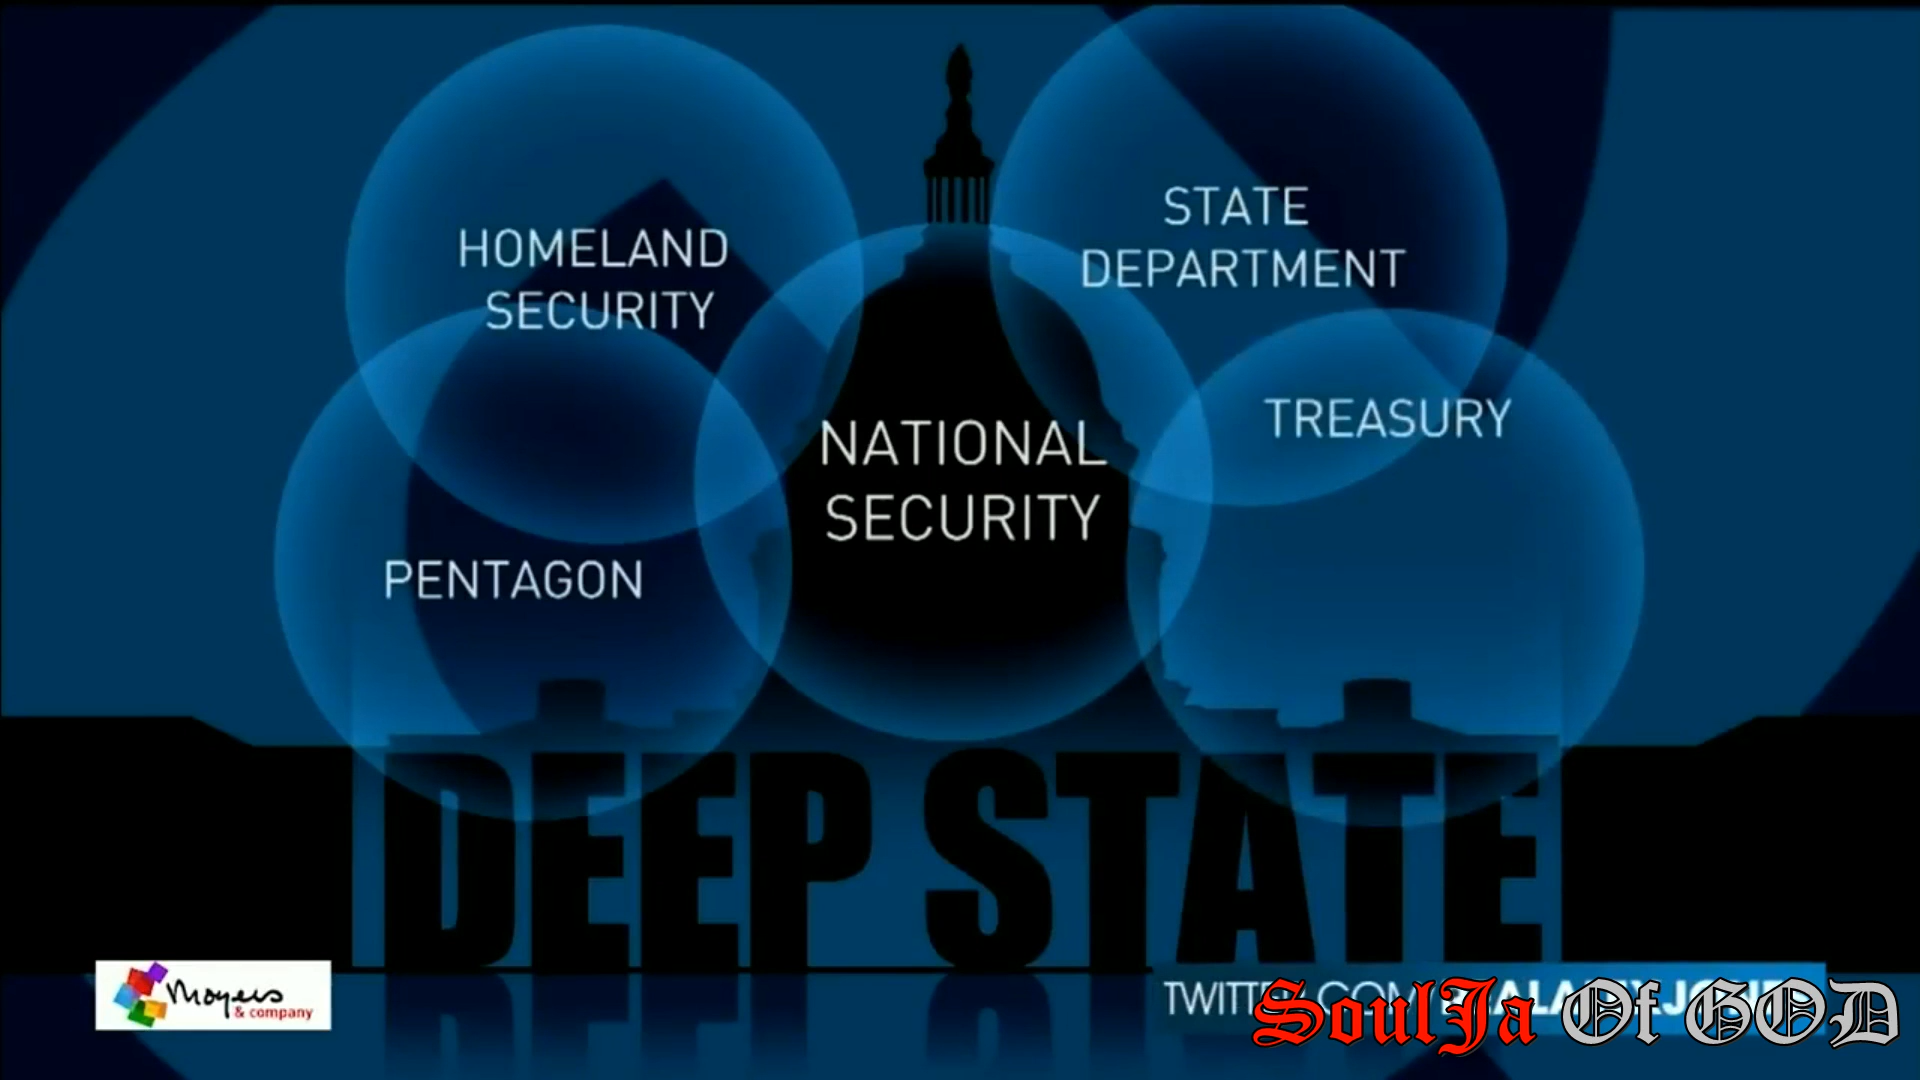 HOMELAND
SECURITY
STATE
DEPARTMENT
TREASURY
NATIONAL
SECURITY
PENTAGON
DEEP STATE
Moyers
& company
SoulJa Of GOD